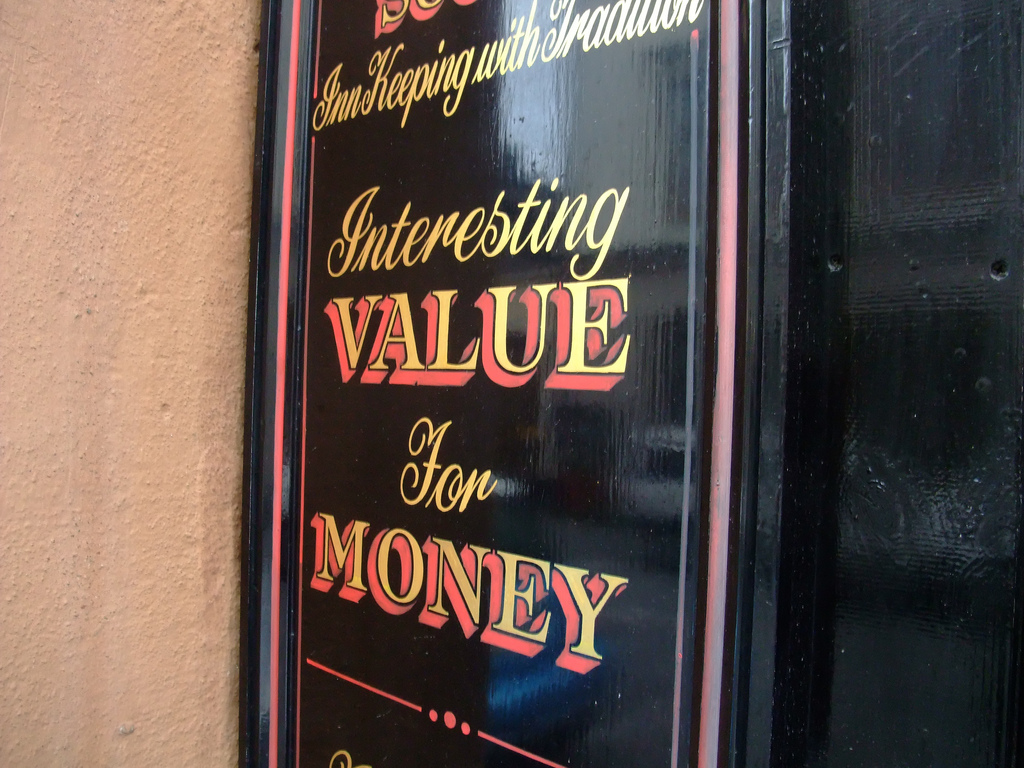 Inn Keeping with Tradition
Interesting
VALUE
For
MONEY